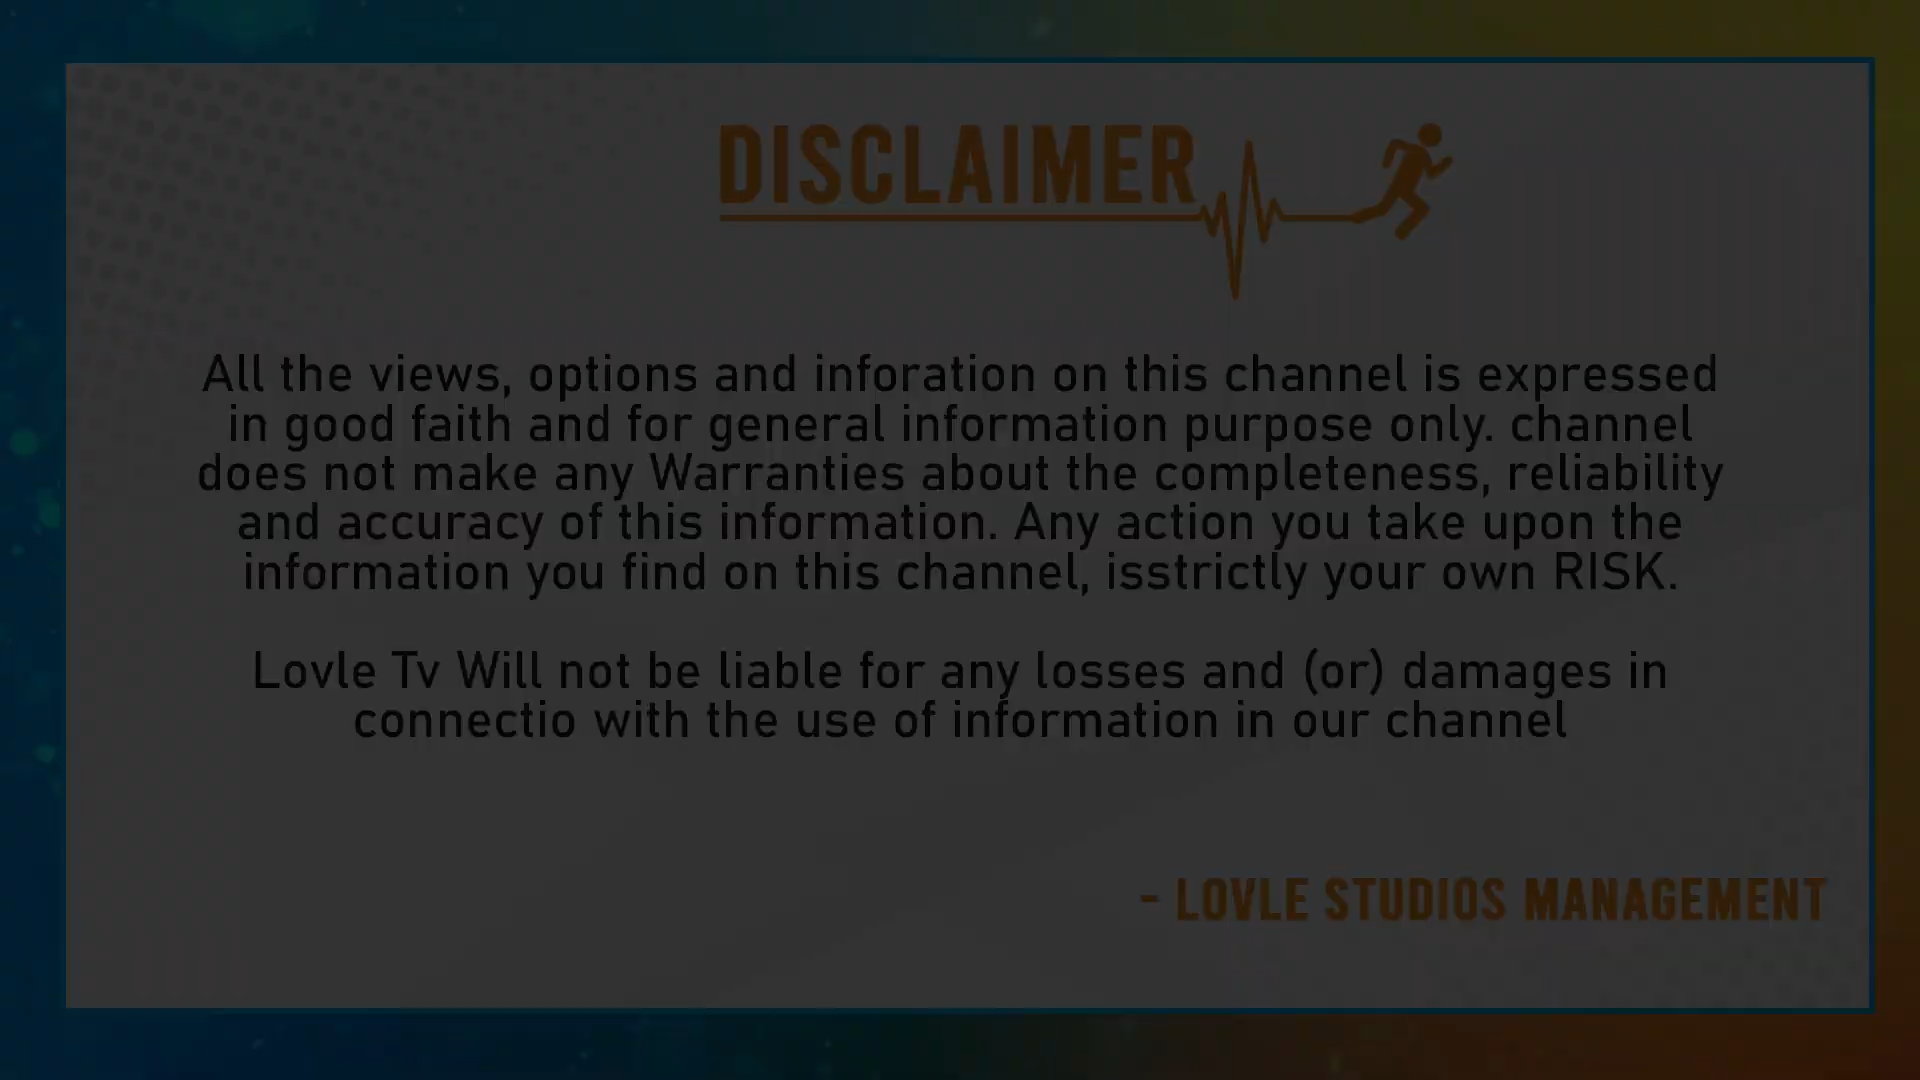 DISCLAIMER
All the views, options and inforation on this channel is expressed
in good faith and for general information purpose only. channel
does not make any Warranties about the completeness, reliability
and accuracy of this information. Any action you take upon the
information you find on this channel, isstrictly your own RISK.
Lovle Tv Will not be liable for any losses and (or) damages in
connectio with the use of information in our channel
- LOVLE STUDIOS MANAGEMENT